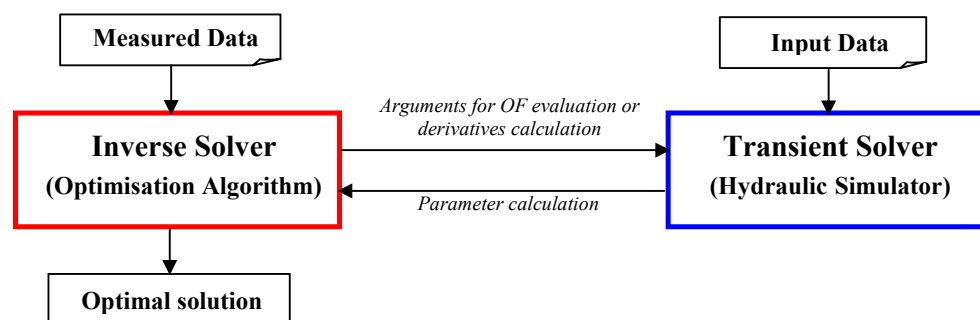 Measured Data
Input Data
Arguments for OF evaluation or
derivatives calculation
Inverse Solver
(Optimisation Algorithm)
Transient Solver
(Hydraulic Simulator)
Parameter calculation
Optimal solution